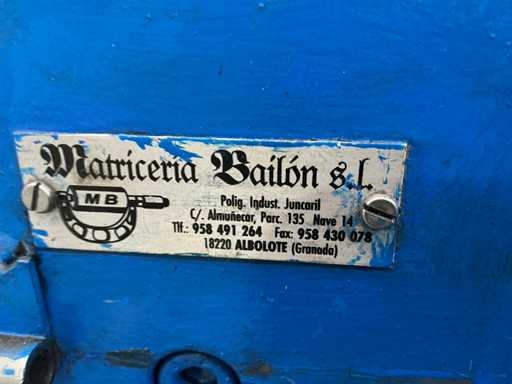 Matricería Bailón s.l.
MB
Polig. Indust. Juncaril
C/. Almuñecar, Parc. 135 Nave 14
Tlf.: 958 491 264 Fax: 958 430 078
18220 ALBOLOTE (Granada)